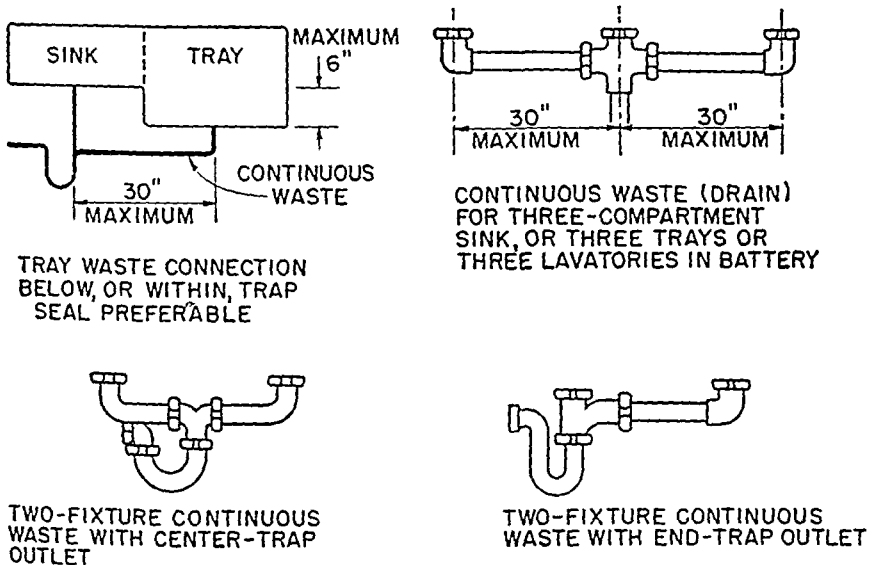 SINK
TRAY
MAXIMUM
6"
30"
MAXIMUM
CONTINUOUS
WASTE
TRAY WASTE CONNECTION
BELOW, OR WITHIN, TRAP
SEAL PREFERABLE
30"
MAXIMUM
30"
MAXIMUM
CONTINUOUS WASTE (DRAIN)
FOR THREE-COMPARTMENT
SINK, OR THREE TRAYS OR
THREE LAVATORIES IN BATTERY
TWO-FIXTURE CONTINUOUS
WASTE WITH CENTER-TRAP
OUTLET
TWO-FIXTURE CONTINUOUS
WASTE WITH END-TRAP OUTLET